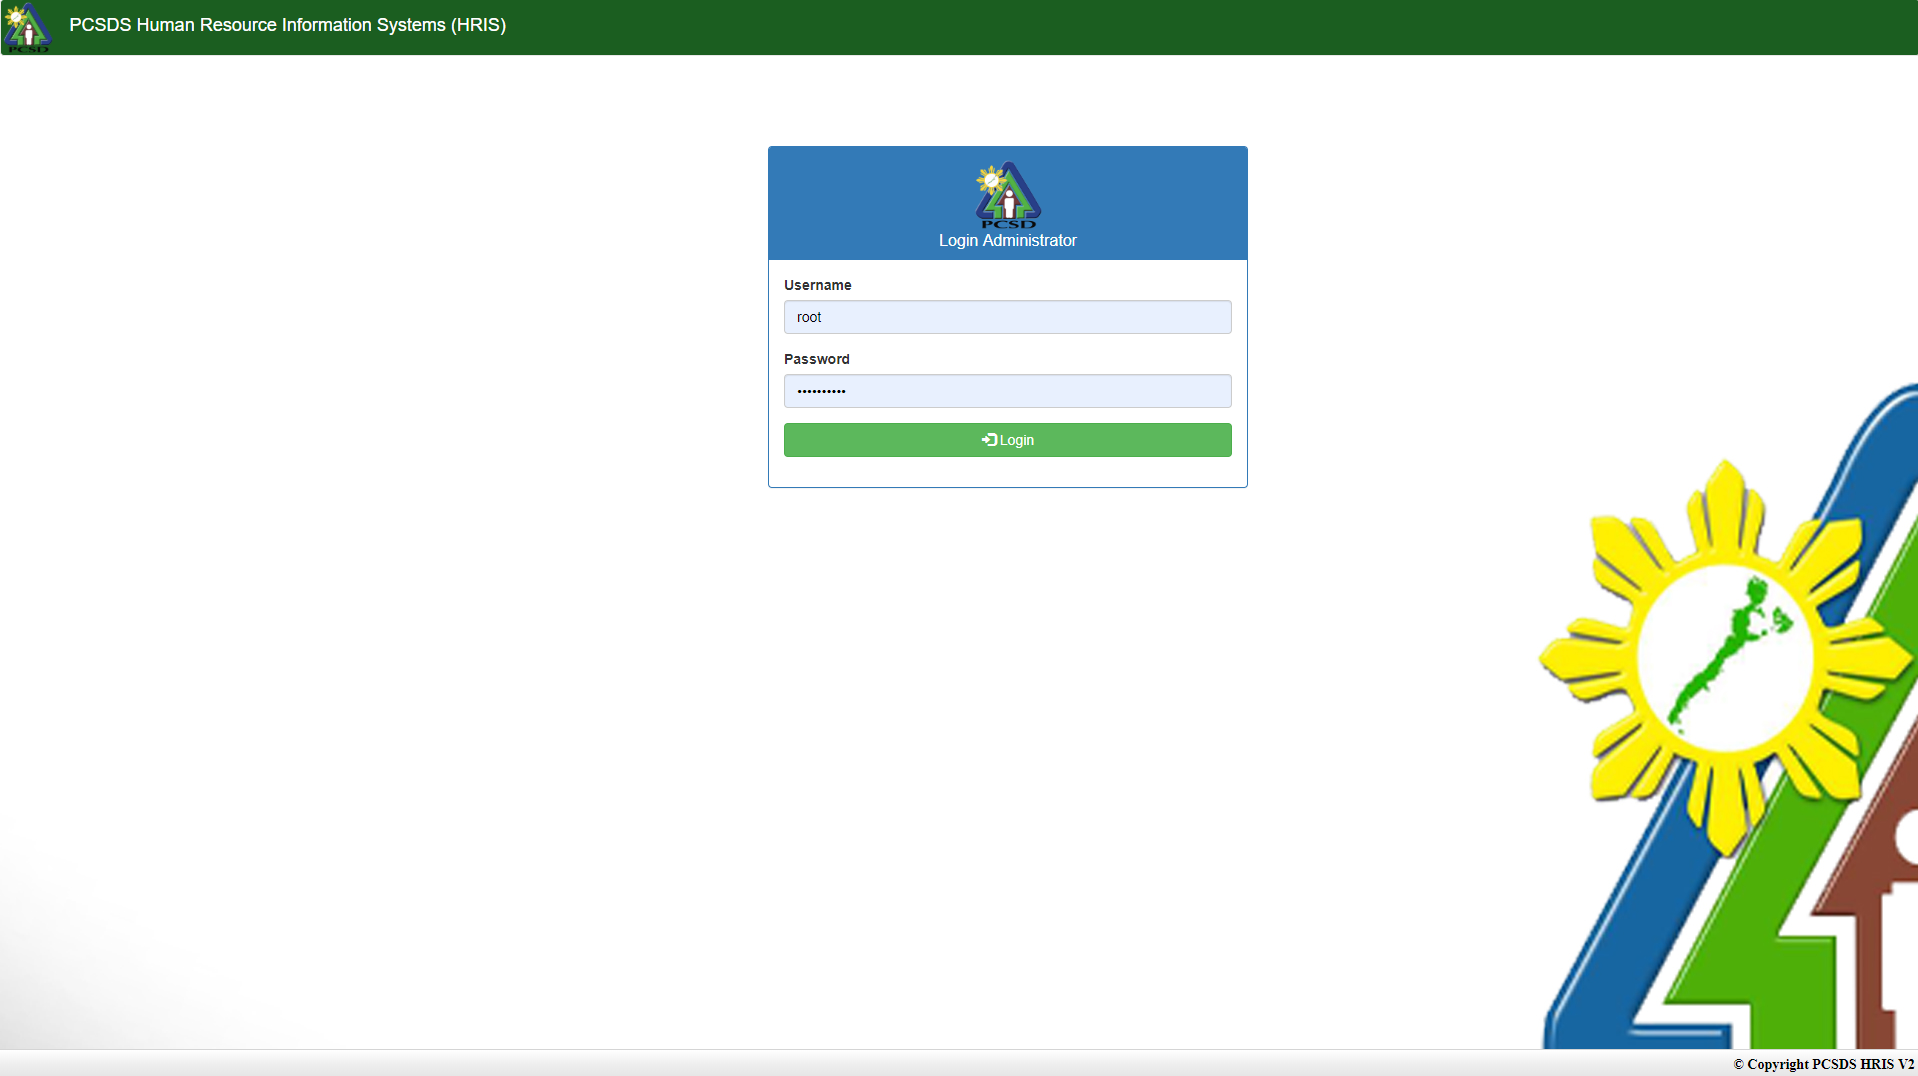 PCSD
PCSDS Human Resource Information Systems (HRIS)
PCSD
Login Administrator
Username
root
Password
••••••••••
Login
© Copyright PCSDS HRIS V2